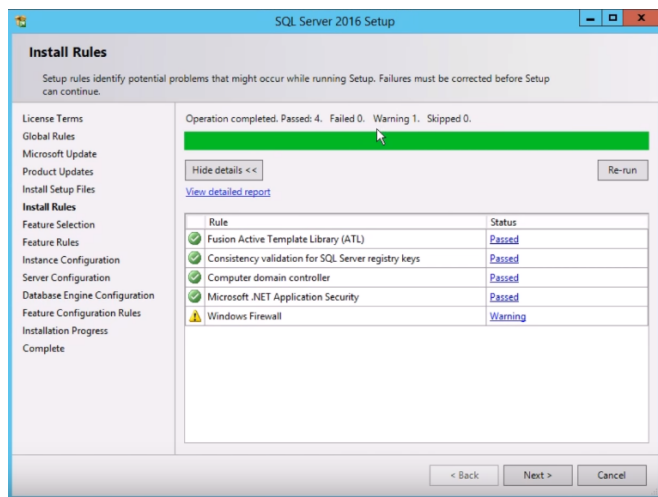 SQL Server 2016 Setup
Install Rules
Setup rules identify potential problems that might occur while running Setup. Failures must be corrected before Setup
can continue.
License Terms
Global Rules
Microsoft Update
Product Updates
Install Setup Files
Install Rules
Feature Selection
Feature Rules
Instance Configuration
Server Configuration
Database Engine Configuration
Feature Configuration Rules
Installation Progress
Complete
Operation completed. Passed: 4. Failed 0. Warning 1. Skipped 0.
Hide details <<
Re-run
View detailed report
Rule Status
Fusion Active Template Library (ATL) Passed
Consistency validation for SQL Server registry keys Passed
Computer domain controller Passed
Microsoft .NET Application Security Passed
Windows Firewall Warning
< Back Next > Cancel